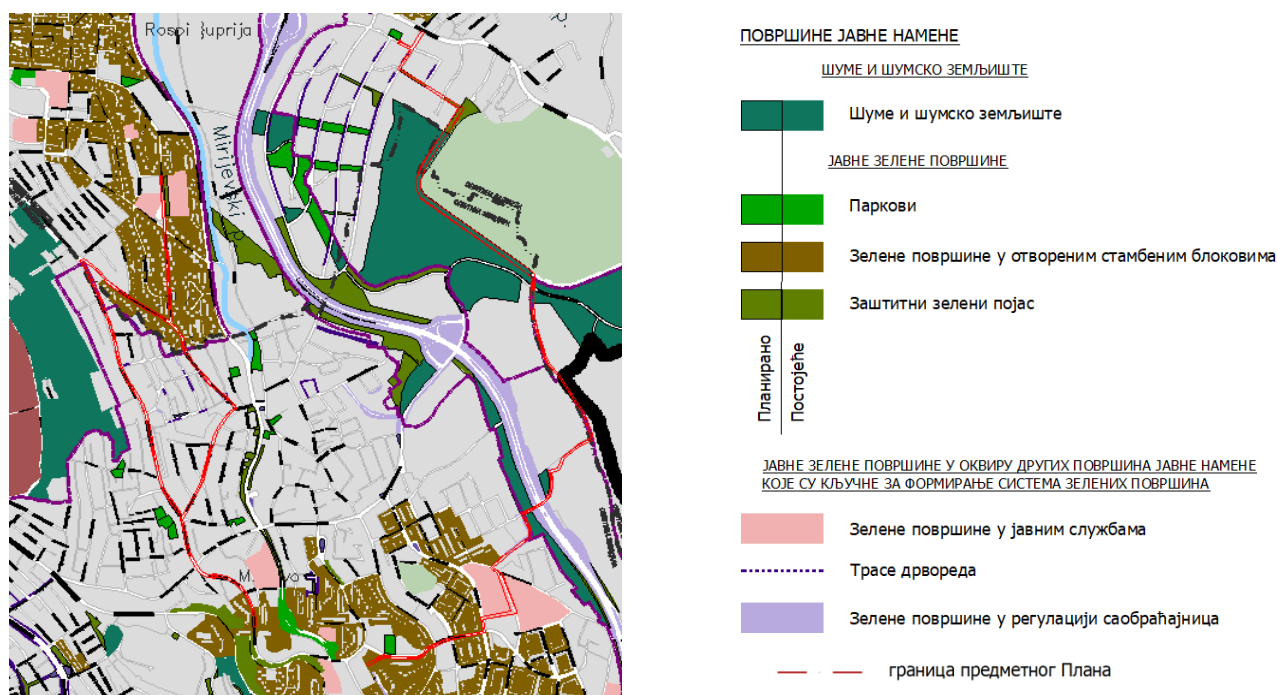 Rospi ȝuprija
R.
Mirijevski
R.
M.
vo
ПОВРШИНЕ ЈАВНЕ НАМЕНЕ
ШУМЕ И ШУМСКО ЗЕМЉИШТЕ
Шуме и шумско земљиште
ЈАВНЕ ЗЕЛЕНЕ ПОВРШИНЕ
Паркови
Зелене површине у отвореним стамбеним блоковима
Заштитни зелени појас
Планирано
Постојеће
ЈАВНЕ ЗЕЛЕНЕ ПОВРШИНЕ У ОКВИРУ ДРУГИХ ПОВРШИНА ЈАВНЕ НАМЕНЕ
КОЈЕ СУ КЉУЧНЕ ЗА ФОРМИРАЊЕ СИСТЕМА ЗЕЛЕНИХ ПОВРШИНА
Зелене површине у јавним службама
Трасе дрвореда
Зелене површине у регулацији саобраћајница
граница предметног Плана